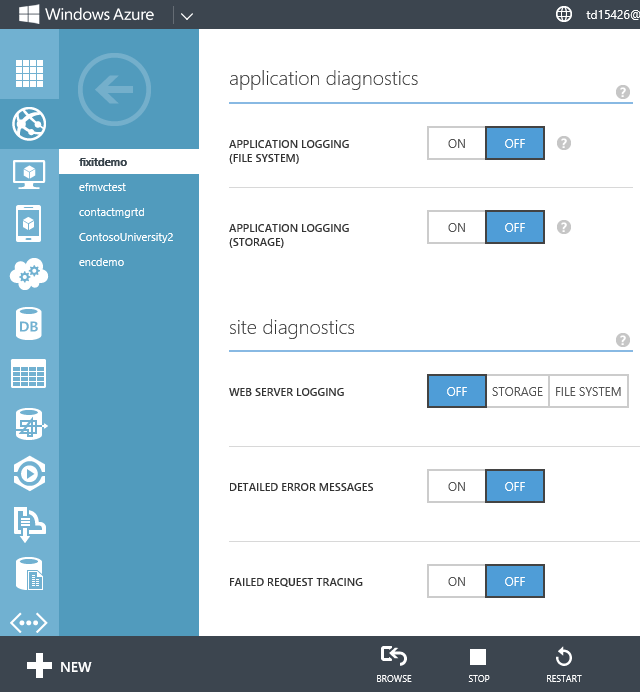 Windows Azure
td15426@
application diagnostics
?
fixitdemo
efmvctest
contactmgrtd
ContosoUniversity2
encdemo
APPLICATION LOGGING
(FILE SYSTEM)
ON OFF ?
APPLICATION LOGGING
(STORAGE)
ON OFF ?
site diagnostics
?
DB
WEB SERVER LOGGING
OFF STORAGE FILE SYSTEM
DETAILED ERROR MESSAGES
ON OFF
FAILED REQUEST TRACING
ON OFF
NEW
BROWSE
STOP
RESTART